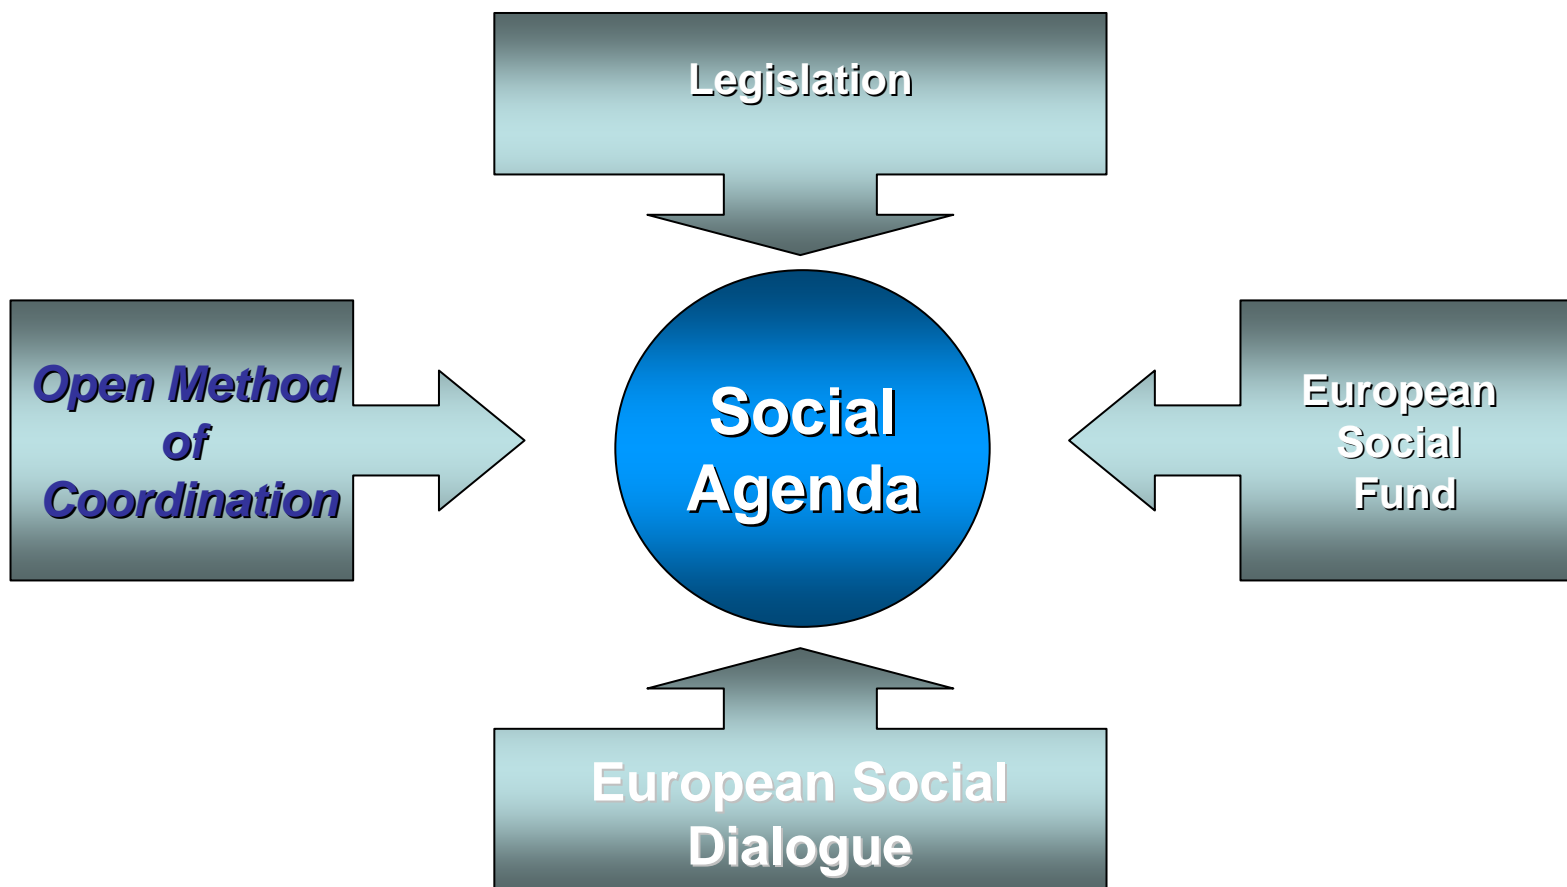 Legislation
Open Method
of
Coordination
Social
Agenda
European
Social
Fund
European Social
Dialogue